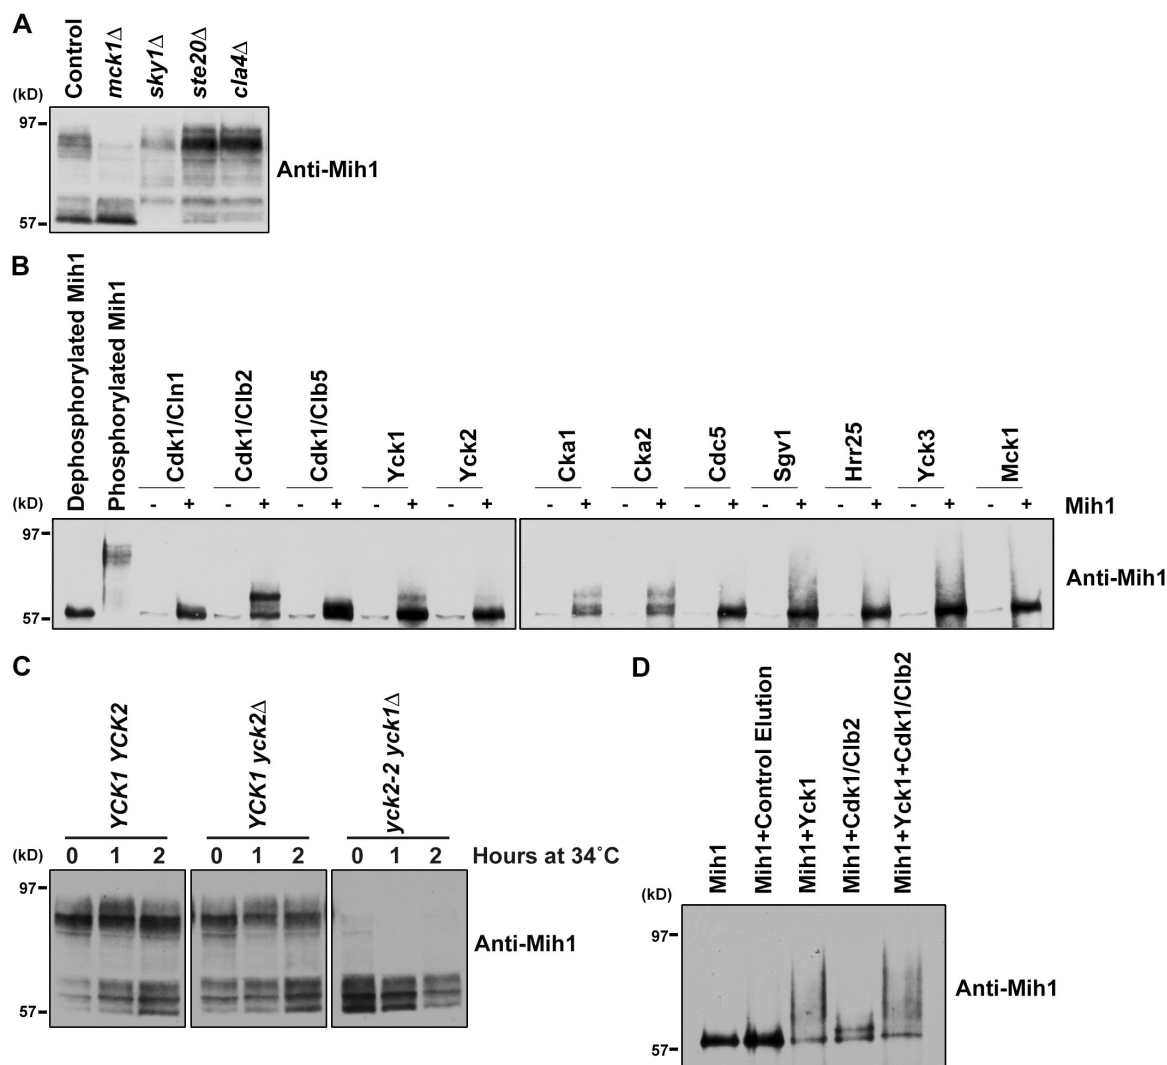 A
Control
mck1Δ
sky1Δ
ste20Δ
cla4Δ
(kD)
97
57
Anti-Mih1
B
Dephosphorylated Mih1
Phosphorylated Mih1
Cdk1/Cln1
Cdk1/Clb2
Cdk1/Clb5
Yck1
Yck2
Cka1
Cka2
Cdc5
Sgv1
Hrr25
Yck3
Mck1
(kD) - + - + - + - + - + - + - + - + - + - + - + - + Mih1
97
57
Anti-Mih1
C
YCK1 YCK2
YCK1 yck2Δ
yck2-2 yck1Δ
(kD) 0 1 2 0 1 2 0 1 2 Hours at 34˚C
97
57
Anti-Mih1
D
Mih1
Mih1+Control Elution
Mih1+Yck1
Mih1+Cdk1/Clb2
Mih1+Yck1+Cdk1/Clb2
(kD)
97
57
Anti-Mih1